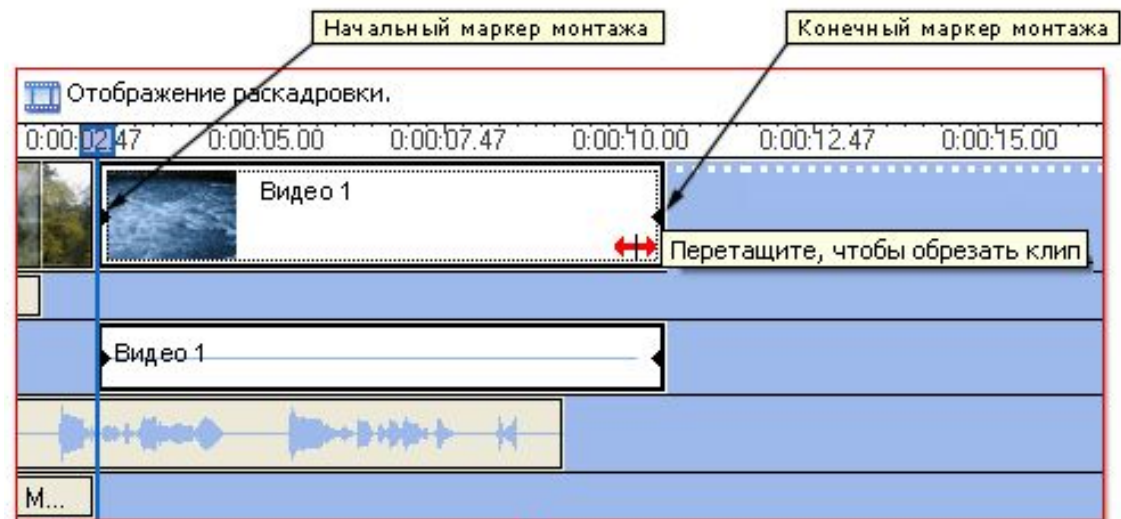 Начальный маркер монтажа
Конечный маркер монтажа
Отображение раскадровки.
0:00:02.47 0:00:05.00 0:00:07.47 0:00:10.00 0:00:12.47 0:00:15.00
Видео 1
Перетащите, чтобы обрезать клип
Видео 1
М...